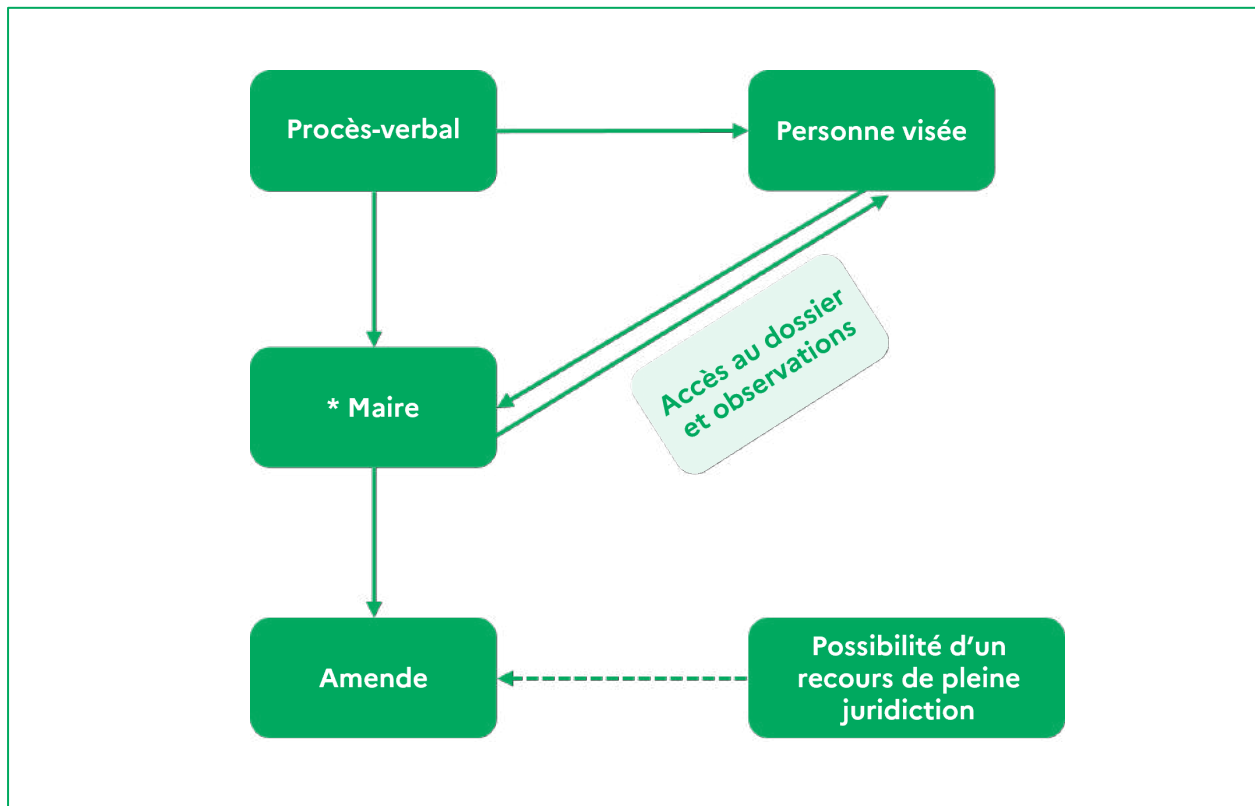 Procès-verbal
Personne visée
Accès au dossier
et observations
* Maire
Amende
Possibilité d’un
recours de pleine
juridiction